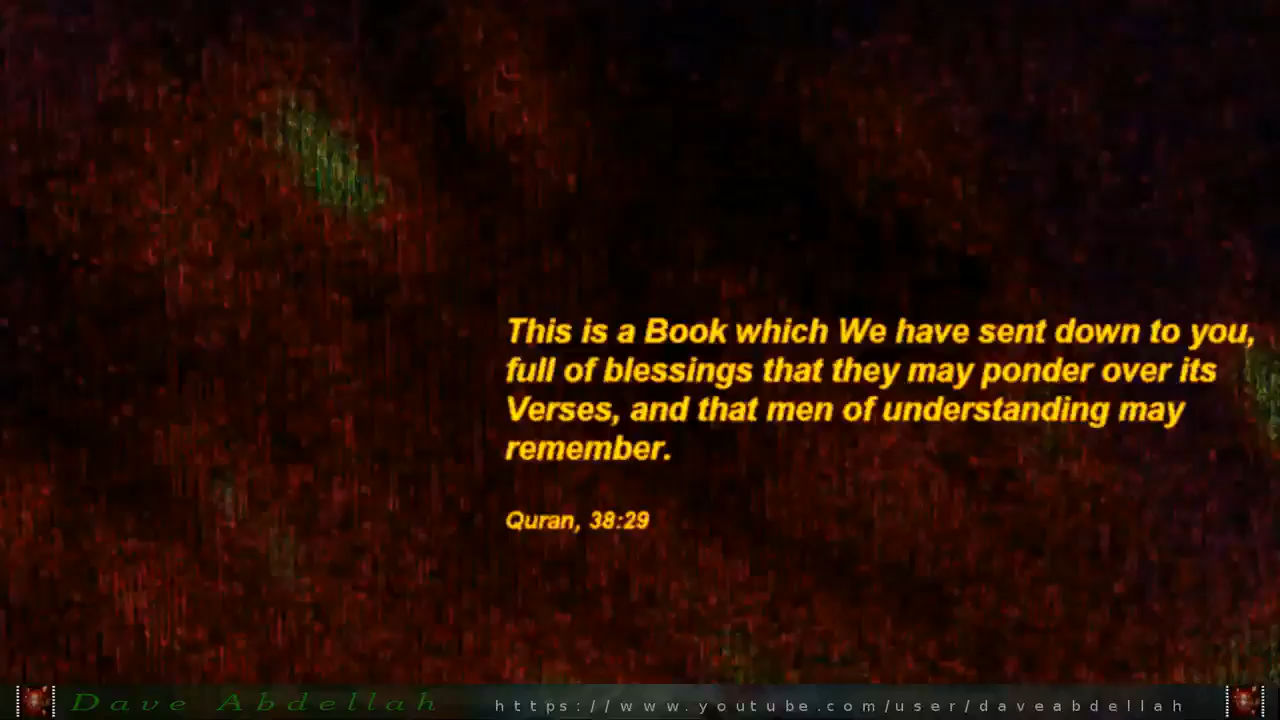 This is a Book which We have sent down to you,
full of blessings that they may ponder over its
Verses, and that men of understanding may
remember.
Quran, 38:29
Dave Abdellah
https://www.youtube.com/user/daveabdellah